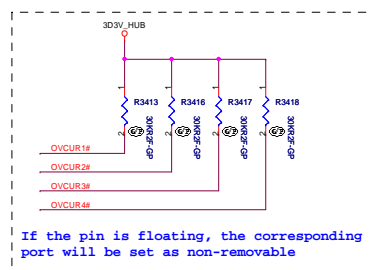 3D3V_HUB
1 1 1 1
R3413 R3416 R3417 R3418
30KR2F-GP 30KR2F-GP 30KR2F-GP 30KR2F-GP
2 2 2 2
OVCUR1#
OVCUR2#
OVCUR3#
OVCUR4#
If the pin is floating, the corresponding
port will be set as non-removable